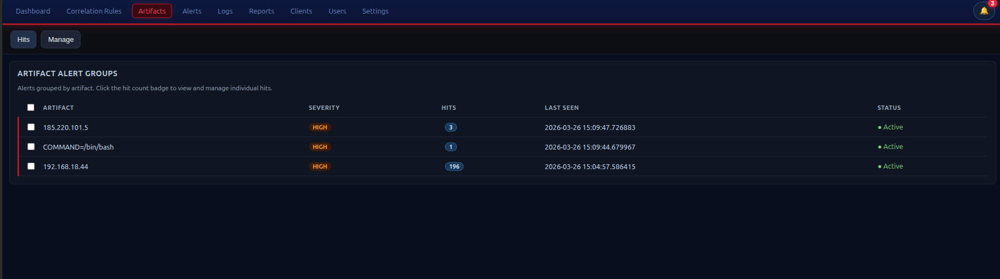 Dashboard Correlation Rules Artifacts Alerts Logs Reports Clients Users Settings 3
Hits Manage
ARTIFACT ALERT GROUPS
Alerts grouped by artifact. Click the hit count badge to view and manage individual hits.
ARTIFACT SEVERITY HITS LAST SEEN STATUS
185.220.101.5 HIGH 3 2026-03-26 15:09:47.726883 ● Active
COMMAND=/bin/bash HIGH 1 2026-03-26 15:09:44.679967 ● Active
192.168.18.44 HIGH 196 2026-03-26 15:04:57.586415 ● Active